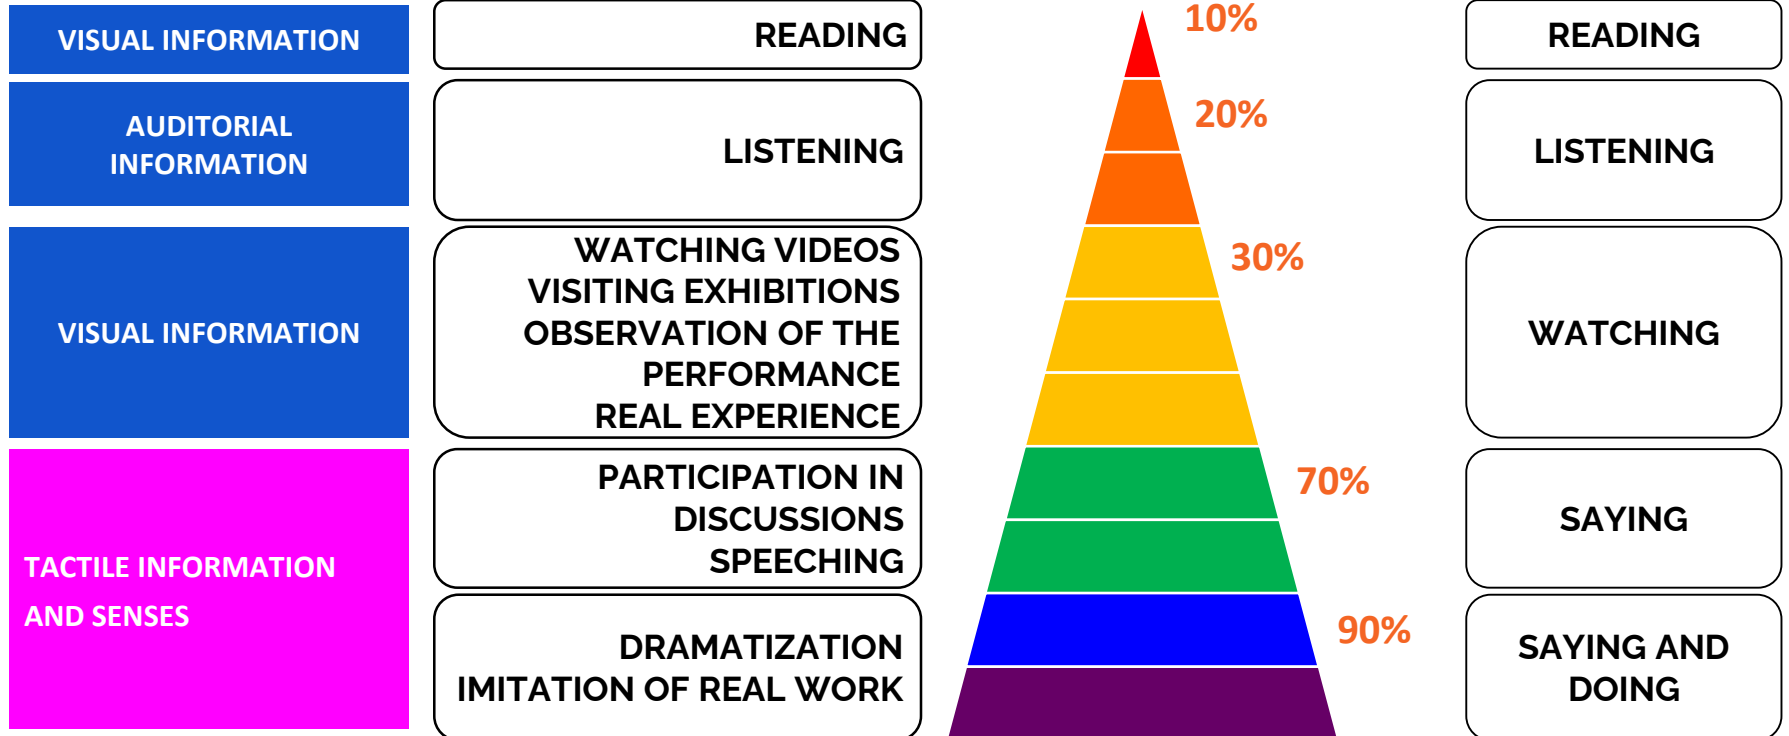 VISUAL INFORMATION
READING
10%
READING
AUDITORIAL
INFORMATION
LISTENING
20%
LISTENING
VISUAL INFORMATION
WATCHING VIDEOS
VISITING EXHIBITIONS
OBSERVATION OF THE
PERFORMANCE
REAL EXPERIENCE
30%
WATCHING
TACTILE INFORMATION
AND SENSES
PARTICIPATION IN
DISCUSSIONS
SPEECHING
70%
SAYING
DRAMATIZATION
IMITATION OF REAL WORK
90%
SAYING AND
DOING